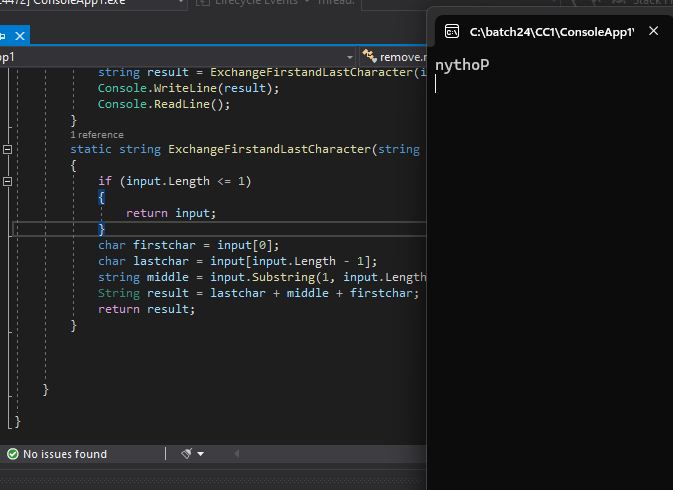 4472] ConsoleApp1.exe Lifecycle Events Thread:
C:\batch24\CC1\ConsoleApp1\
pp1 remove.
nythoP
string result = ExchangeFirstandLastCharacter(i
Console.WriteLine(result);
Console.ReadLine();
}
1 reference
static string ExchangeFirstandLastCharacter(string
{
if (input.Length <= 1)
{
return input;
}
char firstchar = input[0];
char lastchar = input[input.Length - 1];
string middle = input.Substring(1, input.Length
String result = lastchar + middle + firstchar;
return result;
}
}
}
No issues found